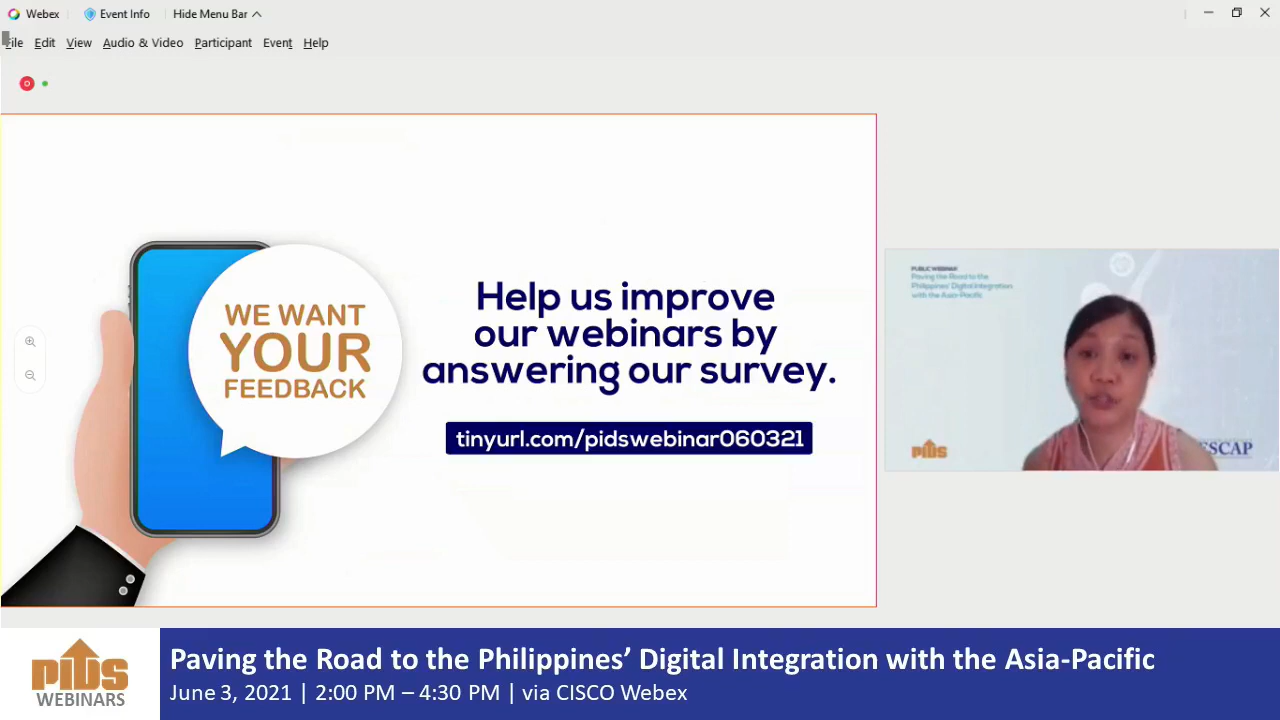 Webex Event Info Hide Menu Bar
File Edit View Audio & Video Participant Event Help
WE WANT
YOUR
FEEDBACK
Help us improve
our webinars by
answering our survey.
tinyurl.com/pidswebinar060321
PUBLIC WEBINAR
Paving the Road to the
Philippines' Digital Integration
with the Asia-Pacific
PIDS
ESCAP
PIDS
WEBINARS
Paving the Road to the Philippines’ Digital Integration with the Asia-Pacific
June 3, 2021 | 2:00 PM – 4:30 PM | via CISCO Webex